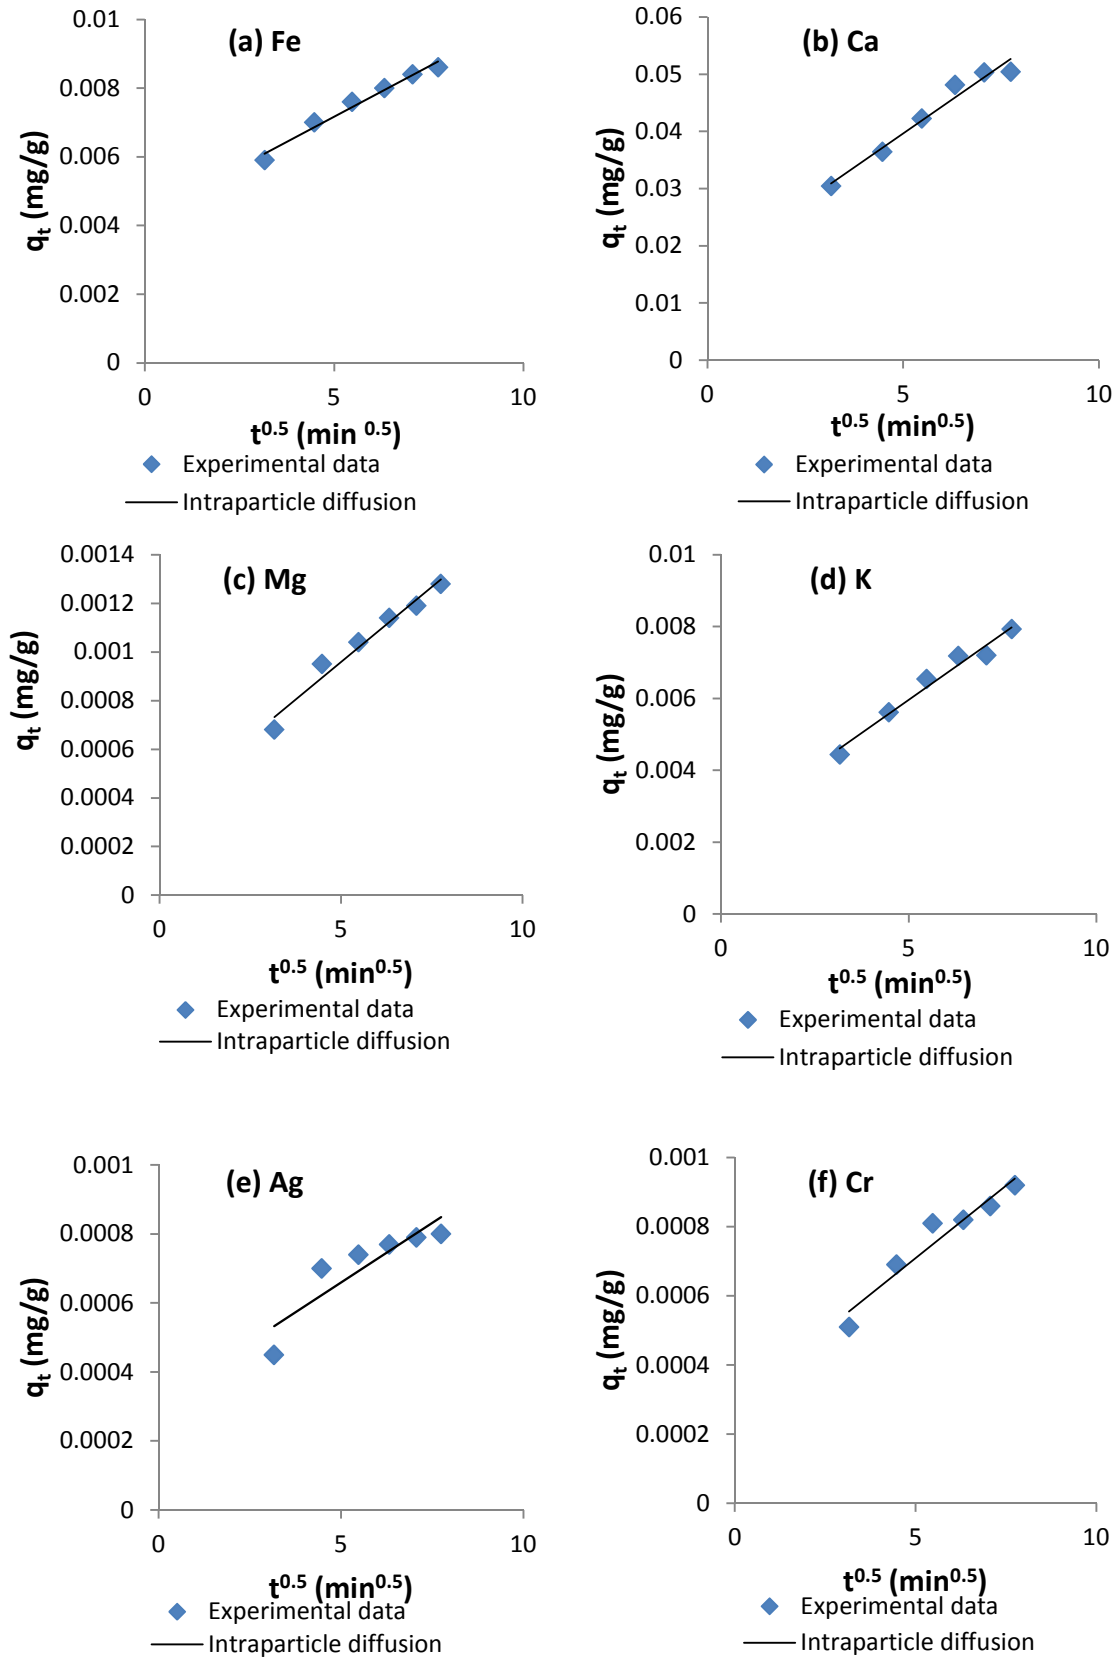 (a) Fe
0.01
0.008
0.006
0.004
0.002
0
0 5 10
qt (mg/g)
t0.5 (min 0.5)
Experimental data
Intraparticle diffusion
(b) Ca
0.06
0.05
0.04
0.03
0.02
0.01
0
0 5 10
qt (mg/g)
t0.5 (min0.5)
Experimental data
Intraparticle diffusion
(c) Mg
0.0014
0.0012
0.001
0.0008
0.0006
0.0004
0.0002
0
0 5 10
qt (mg/g)
t0.5 (min0.5)
Experimental data
Intraparticle diffusion
(d) K
0.01
0.008
0.006
0.004
0.002
0
0 5 10
qt (mg/g)
t0.5 (min0.5)
Experimental data
Intraparticle diffusion
(e) Ag
0.001
0.0008
0.0006
0.0004
0.0002
0
0 5 10
qt (mg/g)
t0.5 (min0.5)
Experimental data
Intraparticle diffusion
(f) Cr
0.001
0.0008
0.0006
0.0004
0.0002
0
0 5 10
qt (mg/g)
t0.5 (min0.5)
Experimental data
Intraparticle diffusion